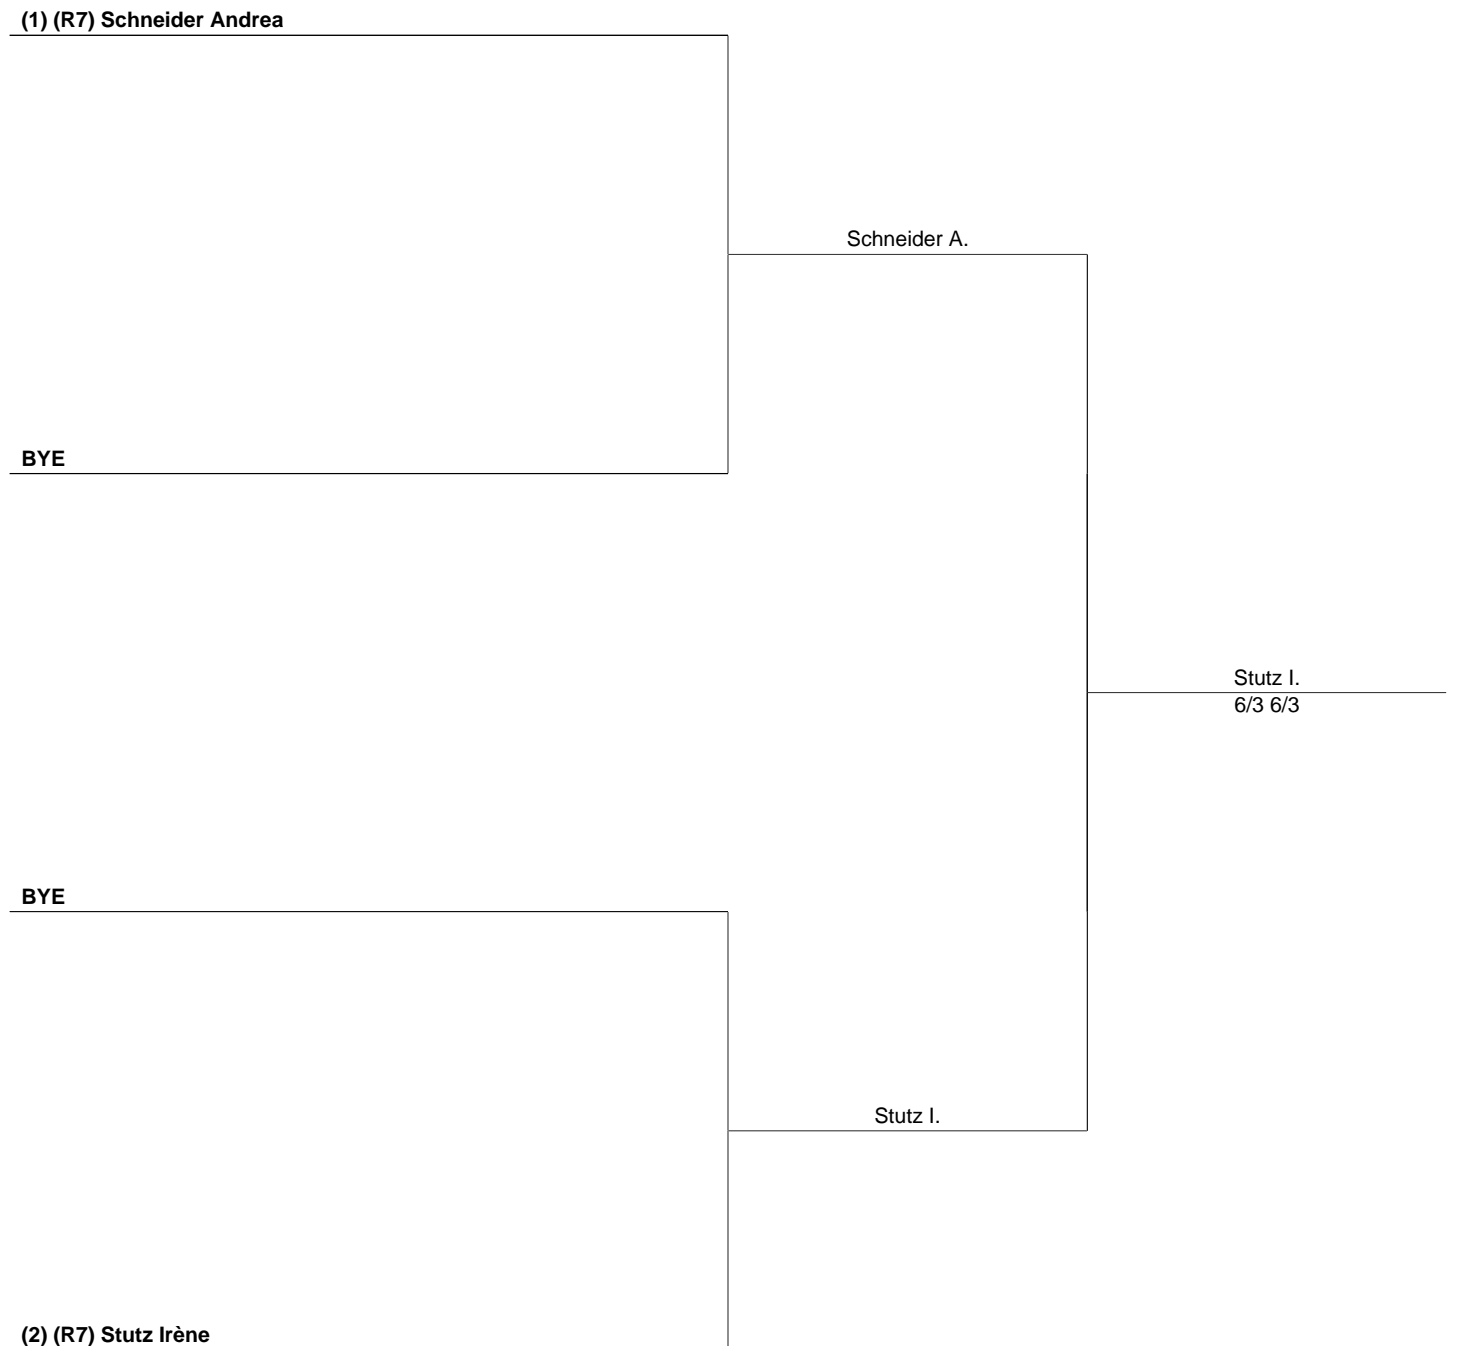 (1) (R7) Schneider Andrea
Schneider A.
BYE
Stutz I.
6/3 6/3
BYE
Stutz I.
(2) (R7) Stutz Irène